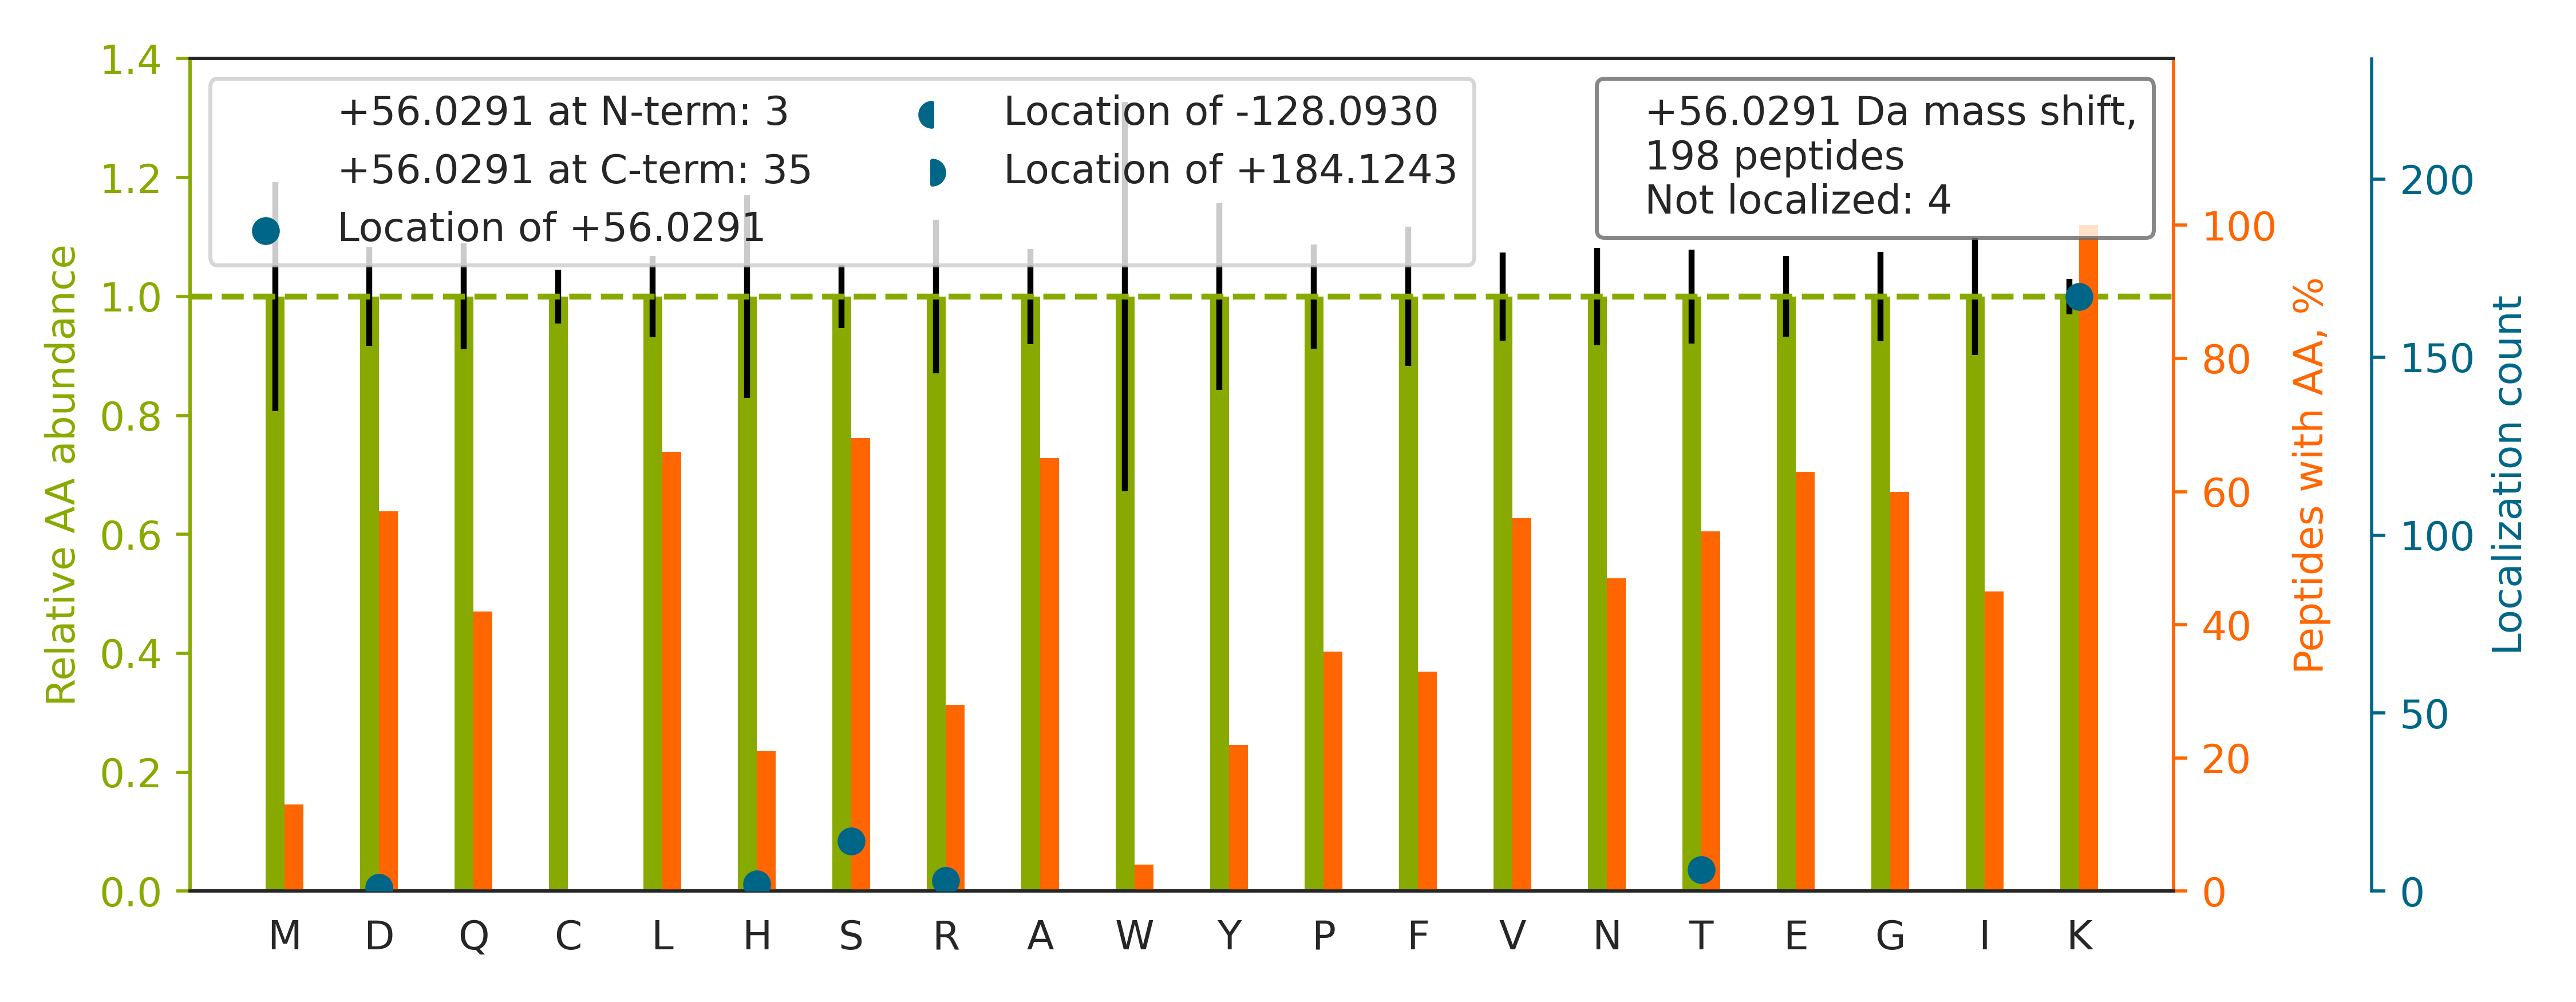 +56.0291 at N-term: 3
+56.0291 at C-term: 35
Location of +56.0291
Location of -128.0930
Location of +184.1243
+56.0291 Da mass shift,
198 peptides
Not localized: 4
Relative AA abundance
1.4
1.2
1.0
0.8
0.6
0.4
0.2
0.0
M D Q C L H S R A W Y P F V N T E G I K
100
80
60
40
20
0
Peptides with AA, %
200
150
100
50
0
Localization count